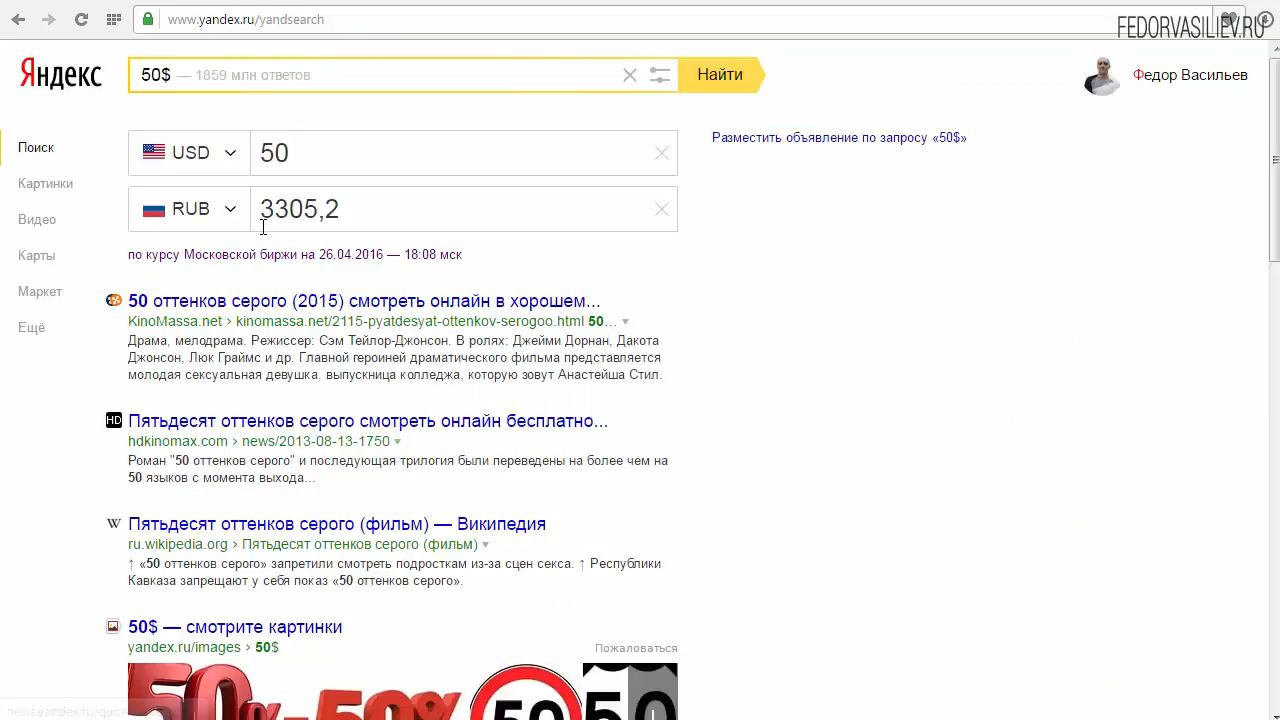 www.yandex.ru/yandsearch
FEDORVASILIEV.RU
Яндекс
50$ — 1859 млн ответов
Найти
Федор Васильев
Поиск
Картинки
Видео
Карты
Маркет
Ещё
USD 50
RUB 3305,2
по курсу Московской биржи на 26.04.2016 — 18:08 мск
Разместить объявление по запросу «50$»
50 оттенков серого (2015) смотреть онлайн в хорошем...
KinoMassa.net › kinomassa.net/2115-pyatdesyat-ottenkov-serogoo.html 50...
Драма, мелодрама. Режиссер: Сэм Тейлор-Джонсон. В ролях: Джейми Дорнан, Дакота
Джонсон, Люк Граймс и др. Главной героиней драматического фильма представляется
молодая сексуальная девушка, выпускница колледжа, которую зовут Анастейша Стил.
HD
Пятьдесят оттенков серого смотреть онлайн бесплатно...
hdkinomax.com › news/2013-08-13-1750
Роман "50 оттенков серого" и последующая трилогия были переведены на более чем на
50 языков с момента выхода...
W
Пятьдесят оттенков серого (фильм) — Википедия
ru.wikipedia.org › Пятьдесят оттенков серого (фильм)
↑ «50 оттенков серого» запретили смотреть подросткам из-за сцен секса. ↑ Республики
Кавказа запрещают у себя показ «50 оттенков серого».
50$ — смотрите картинки
yandex.ru/images › 50$
Пожаловаться
50% -50% 50 50